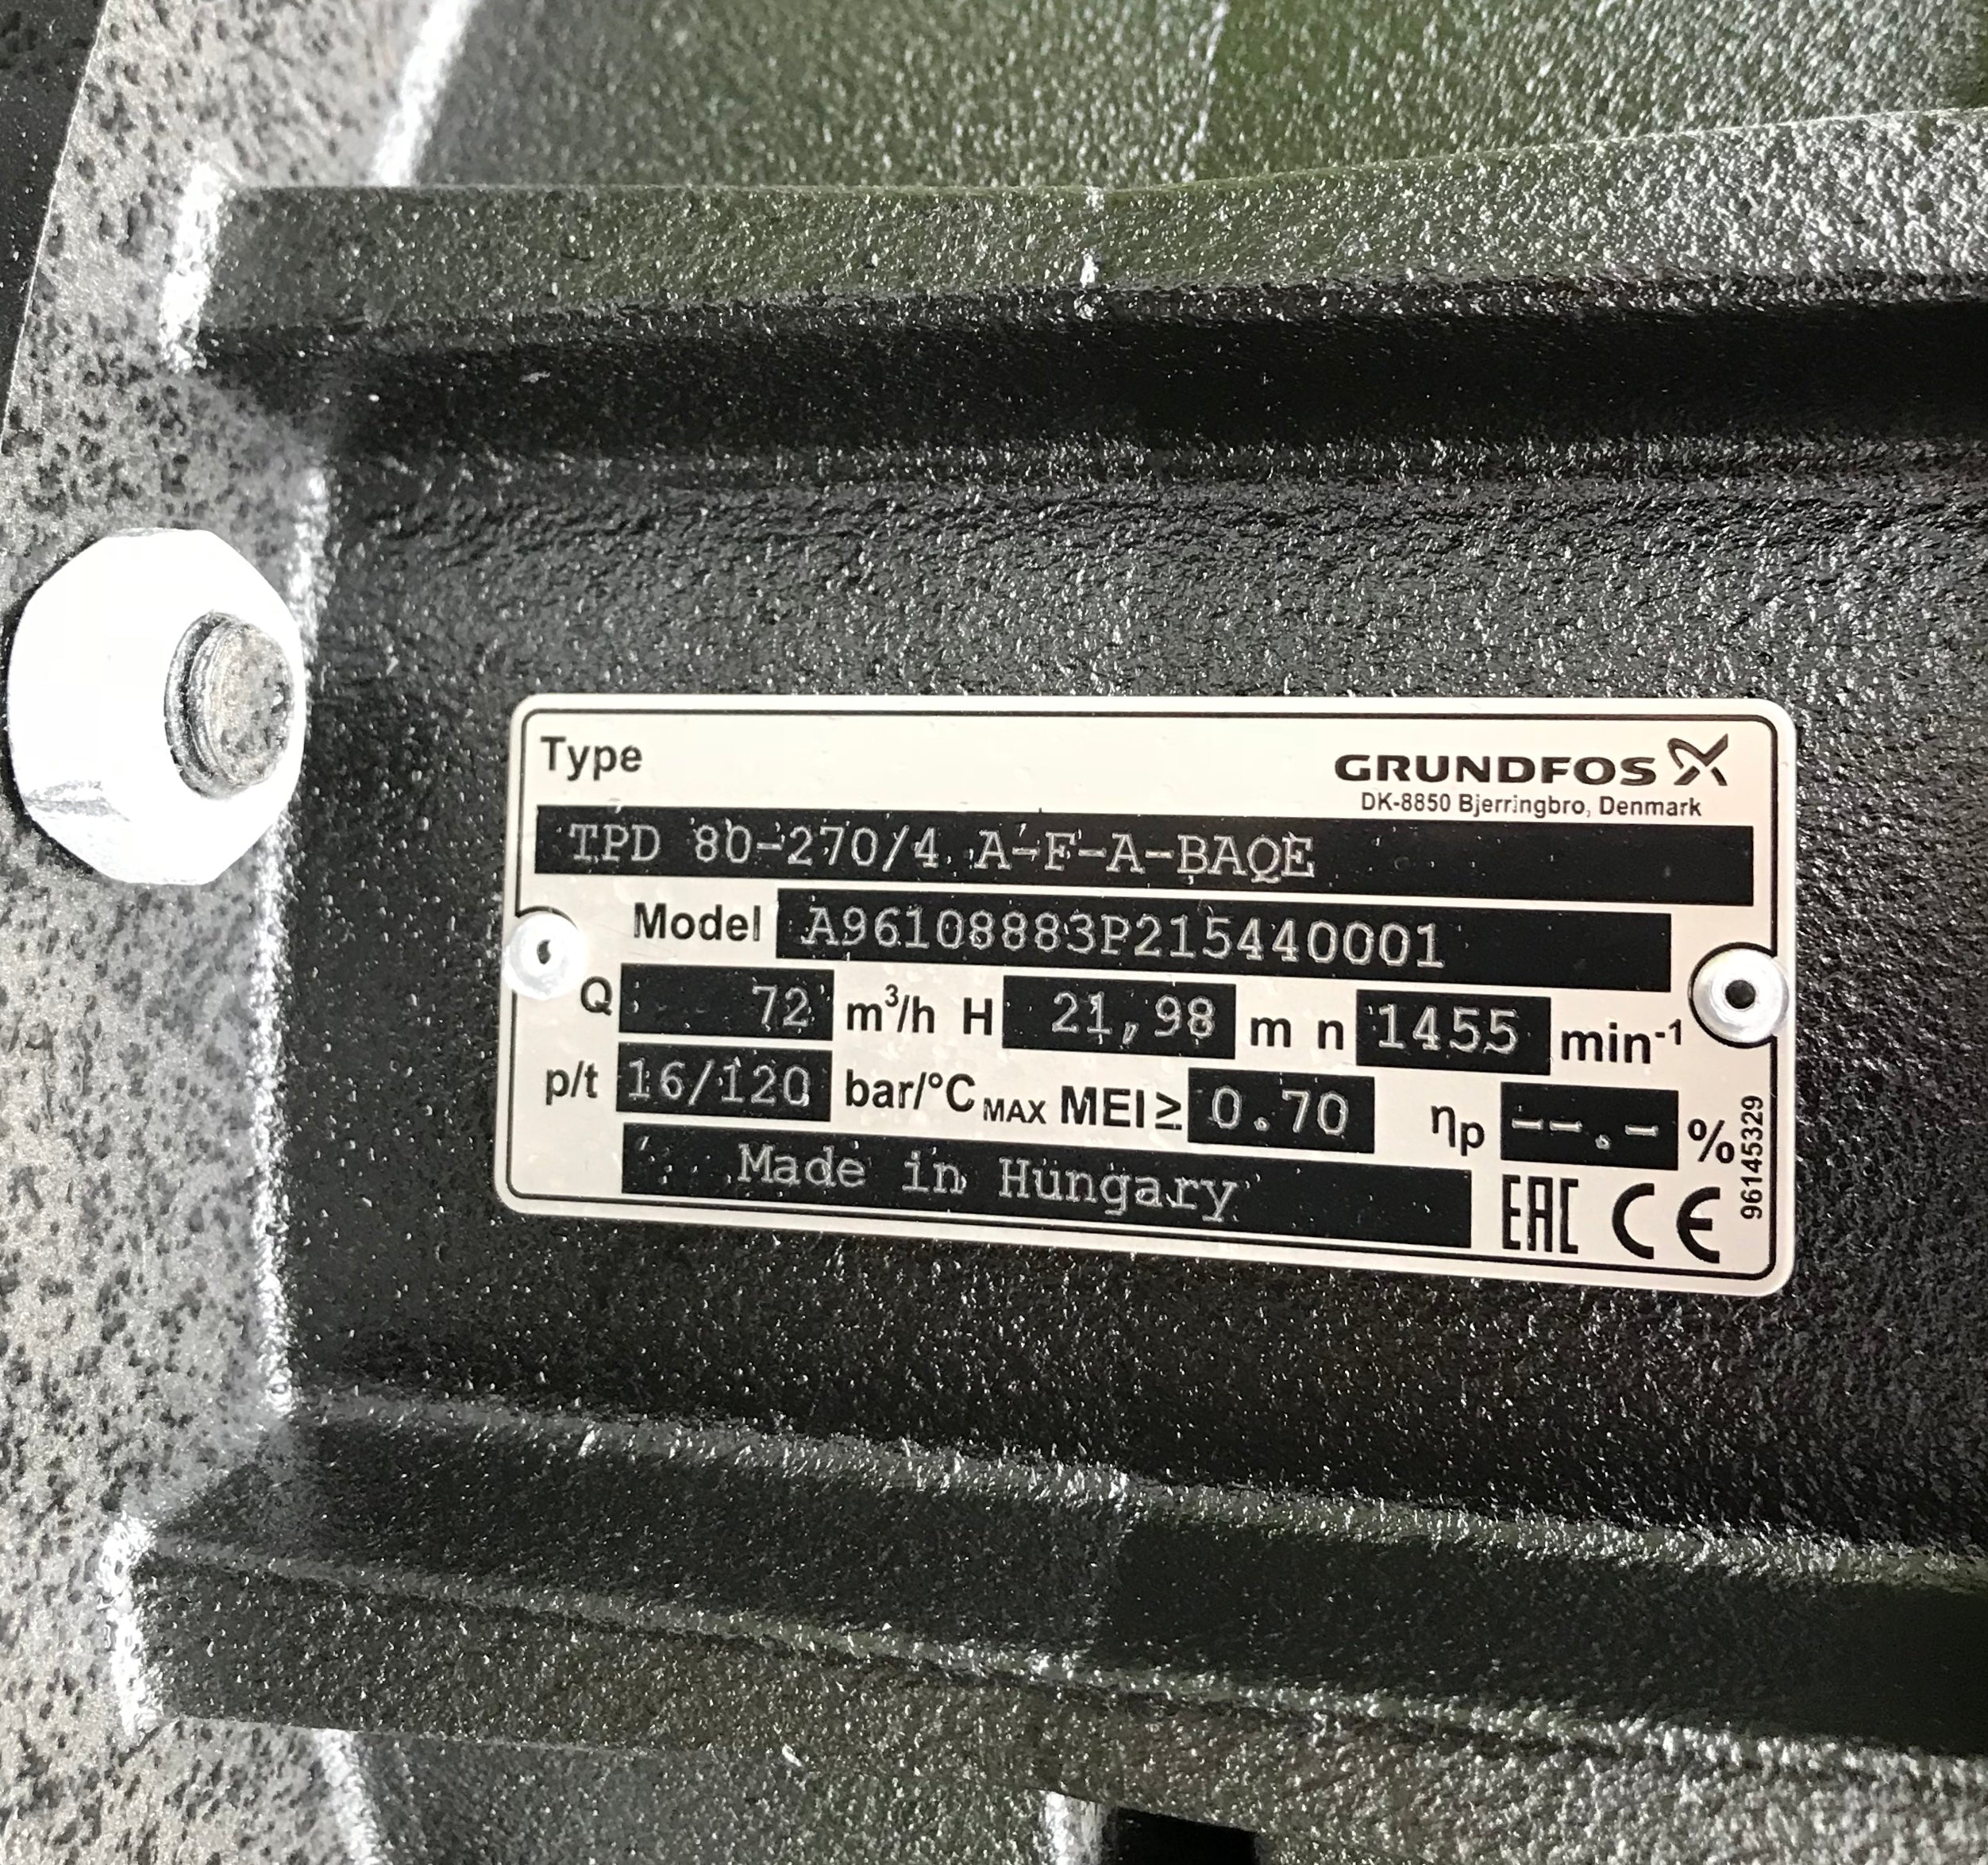 Type GRUNDFOS
DK-8850 Bjerringbro, Denmark
TPD 80-270/4 A-F-A-BAQE
Model A96108883P215440001
Q 72 m³/h H 21,98 m n 1455 min⁻¹
p/t 16/120 bar/°C MAX MEI ≥ 0.70 ηp --.- %
Made in Hungary EAC CE
96145329